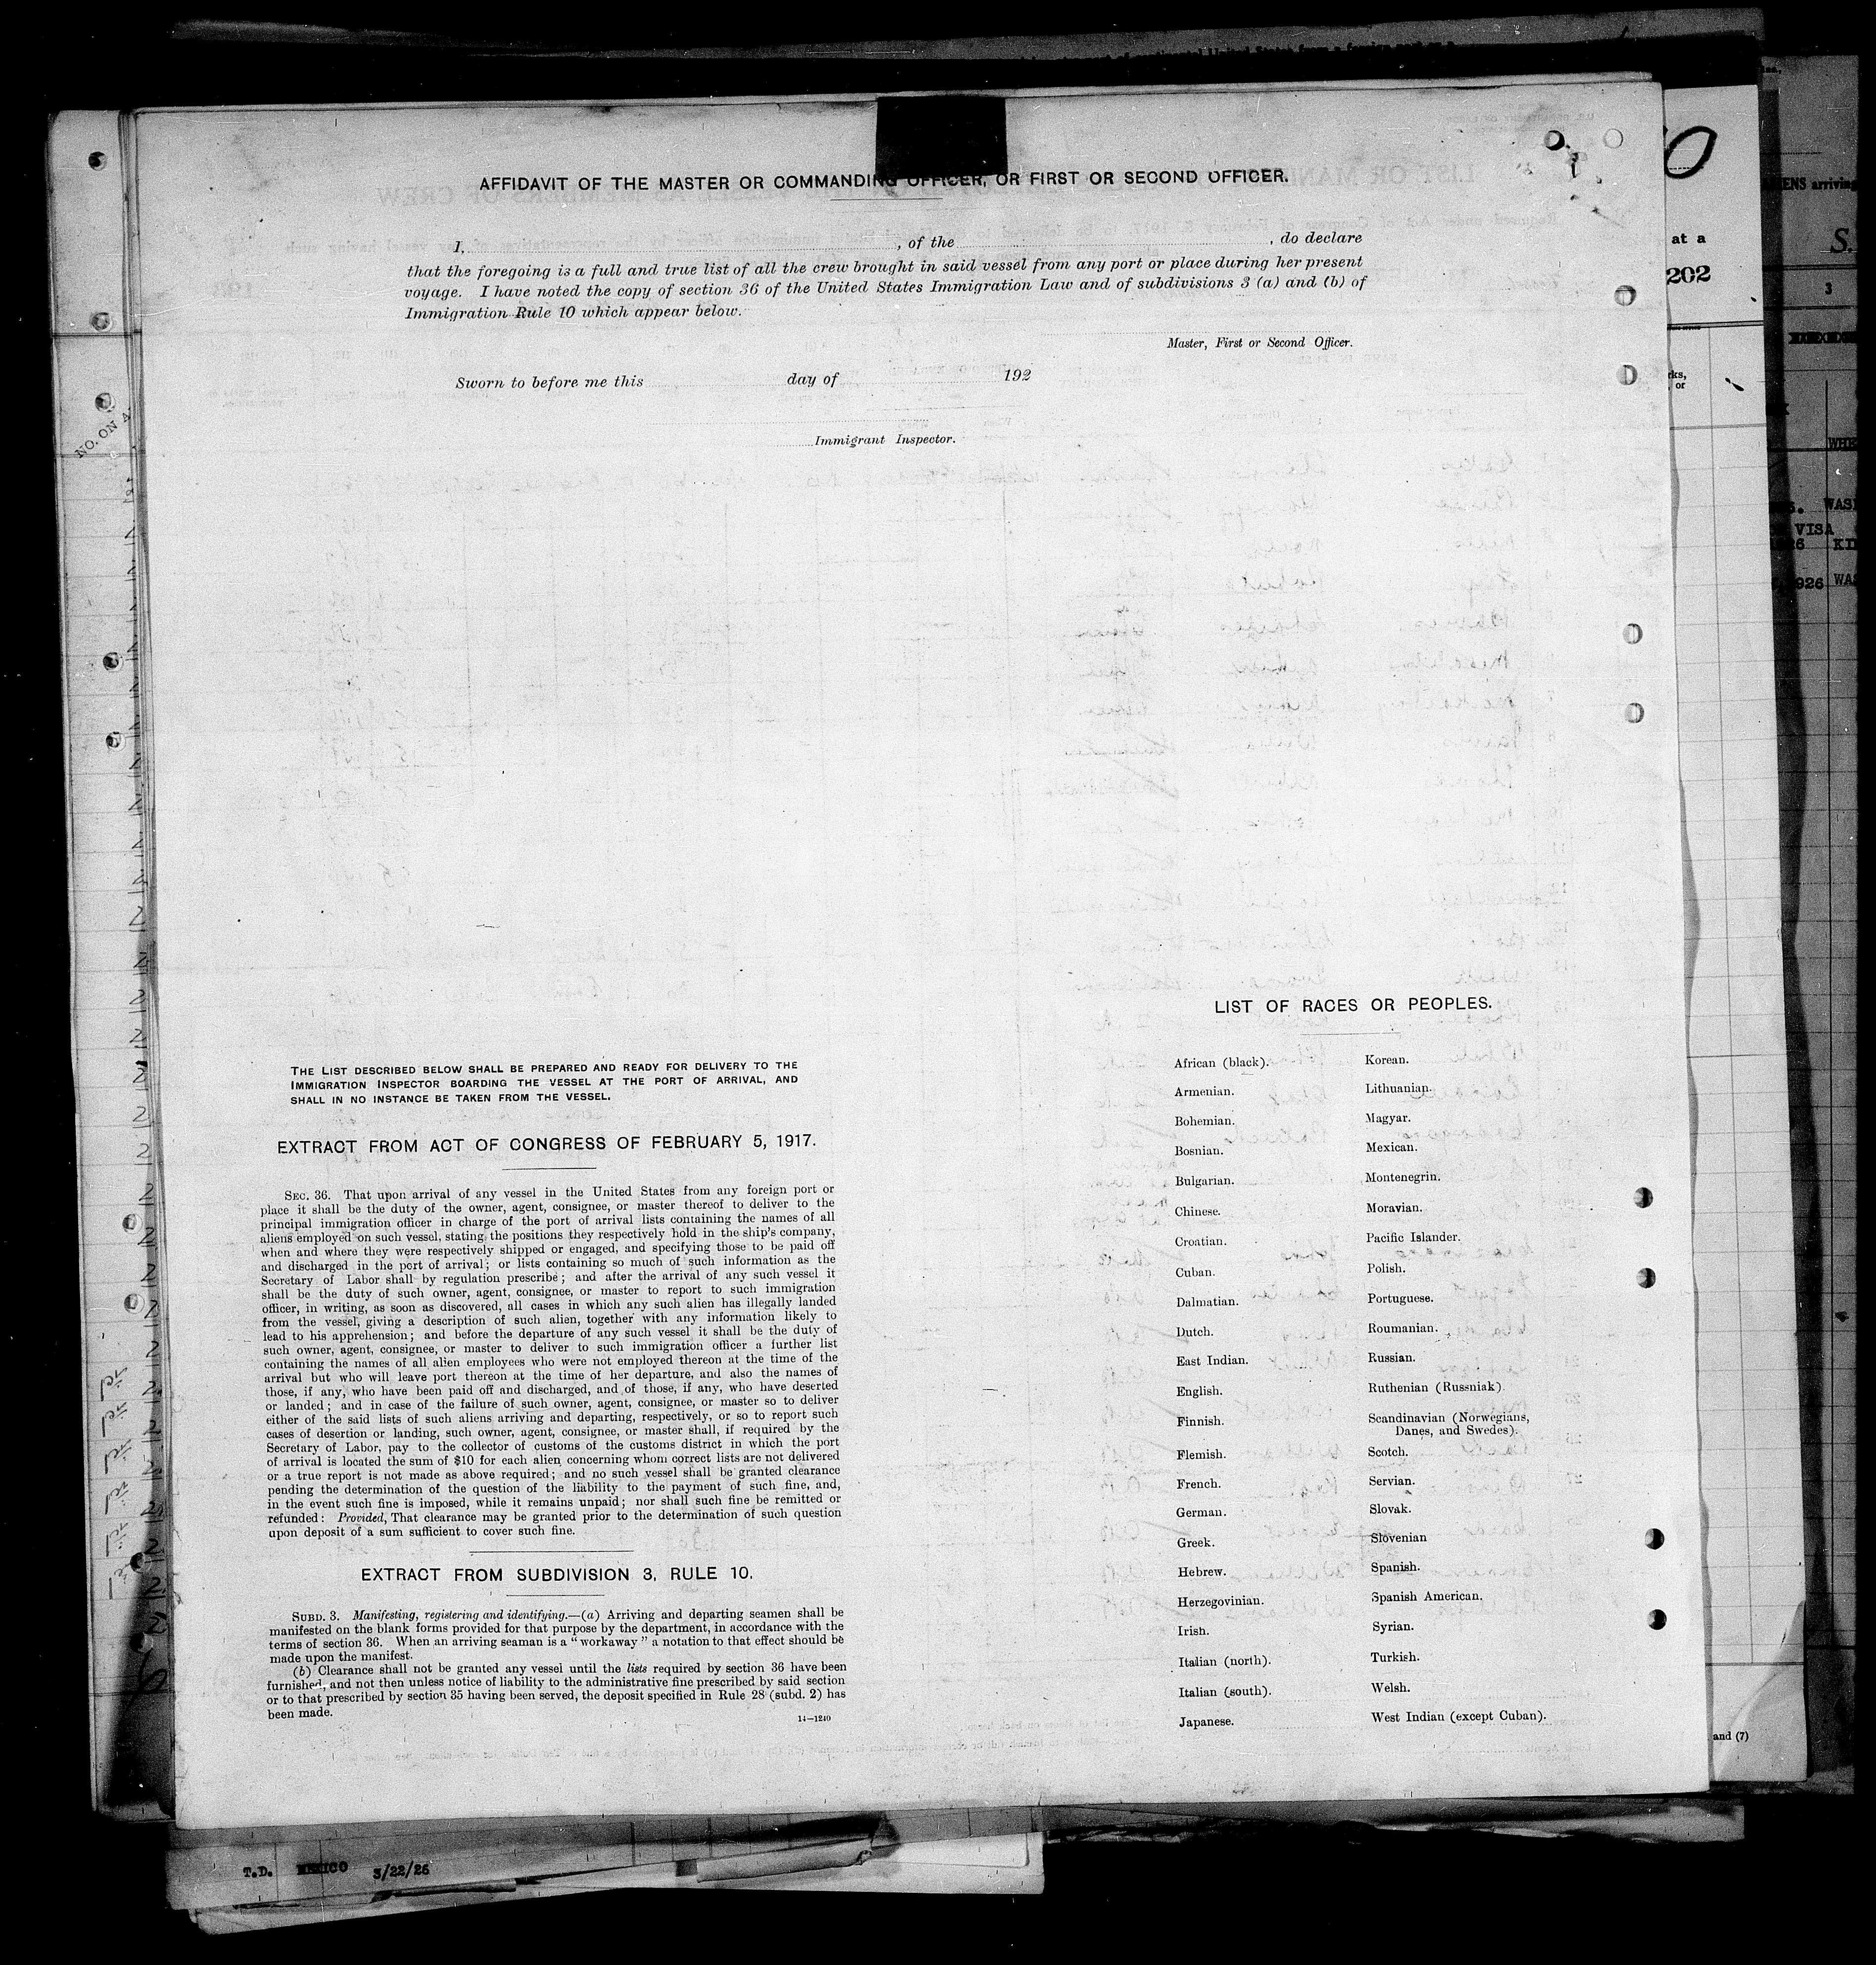 AFFIDAVIT OF THE MASTER OR COMMANDING OFFICER, OR FIRST OR SECOND OFFICER.
I, , of the , do declare
that the foregoing is a full and true list of all the crew brought in said vessel from any port or place during her present
voyage. I have noted the copy of section 36 of the United States Immigration Law and of subdivisions 3 (a) and (b) of
Immigration Rule 10 which appear below.
Master, First or Second Officer.
Sworn to before me this day of 192
Immigrant Inspector.
THE LIST DESCRIBED BELOW SHALL BE PREPARED AND READY FOR DELIVERY TO THE
IMMIGRATION INSPECTOR BOARDING THE VESSEL AT THE PORT OF ARRIVAL, AND
SHALL IN NO INSTANCE BE TAKEN FROM THE VESSEL.
EXTRACT FROM ACT OF CONGRESS OF FEBRUARY 5, 1917.
SEC. 36. That upon arrival of any vessel in the United States from any foreign port or
place it shall be the duty of the owner, agent, consignee, or master thereof to deliver to the
principal immigration officer in charge of the port of arrival lists containing the names of all
aliens employed on such vessel, stating the positions they respectively hold in the ship's company,
when and where they were respectively shipped or engaged, and specifying those to be paid off
and discharged in the port of arrival; or lists containing so much of such information as the
Secretary of Labor shall by regulation prescribe; and after the arrival of any such vessel it
shall be the duty of such owner, agent, consignee, or master to report to such immigration
officer, in writing, as soon as discovered, all cases in which any such alien has illegally landed
from the vessel, giving a description of such alien, together with any information likely to
lead to his apprehension; and before the departure of any such vessel it shall be the duty of
such owner, agent, consignee, or master to deliver to such immigration officer a further list
containing the names of all alien employees who were not employed thereon at the time of the
arrival but who will leave port thereon at the time of her departure, and also the names of
those, if any, who have been paid off and discharged, and of those, if any, who have deserted
or landed; and in case of the failure of such owner, agent, consignee, or master so to deliver
either of the said lists of such aliens arriving and departing, respectively, or so to report such
cases of desertion or landing, such owner, agent, consignee, or master shall, if required by the
Secretary of Labor, pay to the collector of customs of the customs district in which the port
of arrival is located the sum of $10 for each alien concerning whom correct lists are not delivered
or a true report is not made as above required; and no such vessel shall be granted clearance
pending the determination of the question of the liability to the payment of such fine, and,
in the event such fine is imposed, while it remains unpaid; nor shall such fine be remitted or
refunded: Provided, That clearance may be granted prior to the determination of such question
upon deposit of a sum sufficient to cover such fine.
EXTRACT FROM SUBDIVISION 3, RULE 10.
SUBD. 3. Manifesting, registering and identifying.—(a) Arriving and departing seamen shall be
manifested on the blank forms provided for that purpose by the department, in accordance with the
terms of section 36. When an arriving seaman is a "workaway" a notation to that effect should be
made upon the manifest.
(b) Clearance shall not be granted any vessel until the lists required by section 36 have been
furnished, and not then unless notice of liability to the administrative fine prescribed by said section
or to that prescribed by section 35 having been served, the deposit specified in Rule 28 (subd. 2) has
been made.
14—1240
LIST OF RACES OR PEOPLES.
African (black). Korean.
Armenian. Lithuanian.
Bohemian. Magyar.
Bosnian. Mexican.
Bulgarian. Montenegrin.
Chinese. Moravian.
Croatian. Pacific Islander.
Cuban. Polish.
Dalmatian. Portuguese.
Dutch. Roumanian.
East Indian. Russian.
English. Ruthenian (Russniak)
Finnish. Scandinavian (Norwegians,
Danes, and Swedes).
Flemish. Scotch.
French. Servian.
German. Slovak.
Greek. Slovenian
Hebrew. Spanish.
Herzegovinian. Spanish American.
Irish. Syrian.
Italian (north). Turkish.
Italian (south). Welsh.
Japanese. West Indian (except Cuban).
NO. ON
at a
202
ENS arriving
S.
3
and (7)
VISA
926
T.D. MEXICO 3/22/26